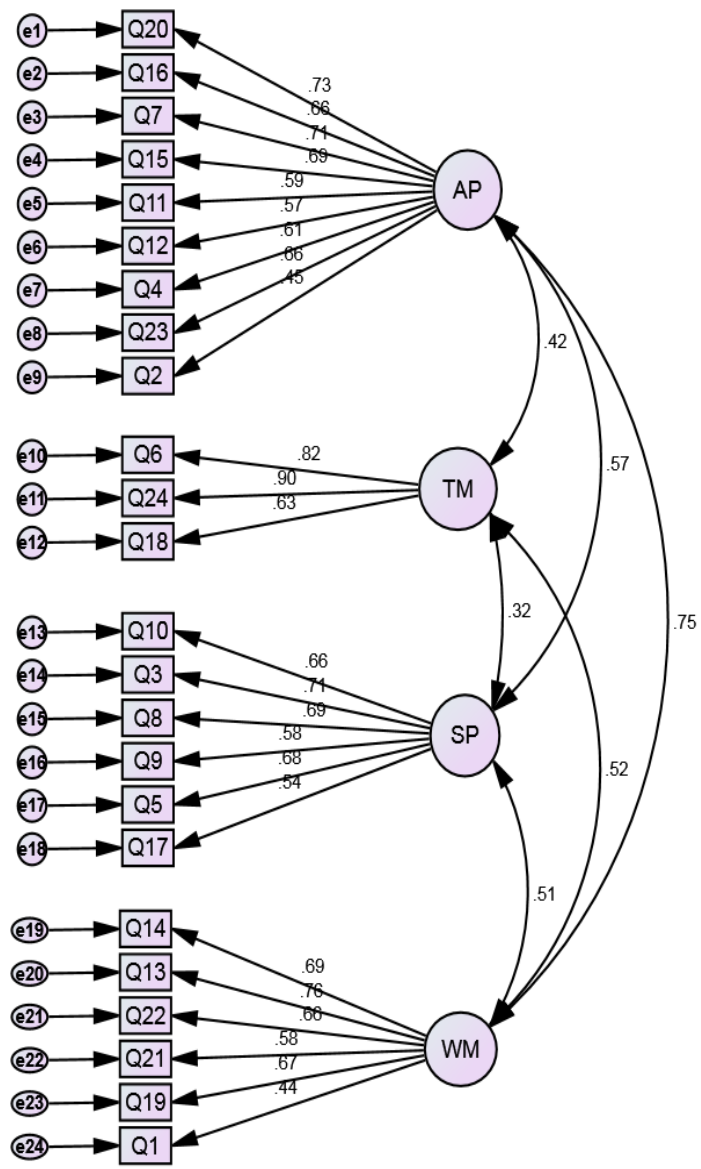 e1 Q20
.73
e2 Q16
.66
e3 Q7
.71
e4 Q15
.69
AP
e5 Q11
.59
e6 Q12
.57
e7 Q4
.61
e8 Q23
.66
e9 Q2
.45
.42
e10 Q6
.82
.57
e11 Q24
.90
TM
e12 Q18
.63
.32
.75
e13 Q10
.66
e14 Q3
.71
e15 Q8
.69
SP
e16 Q9
.58
.52
e17 Q5
.68
e18 Q17
.54
.51
e19 Q14
.69
e20 Q13
.76
e21 Q22
.66
WM
e22 Q21
.58
e23 Q19
.67
e24 Q1
.44